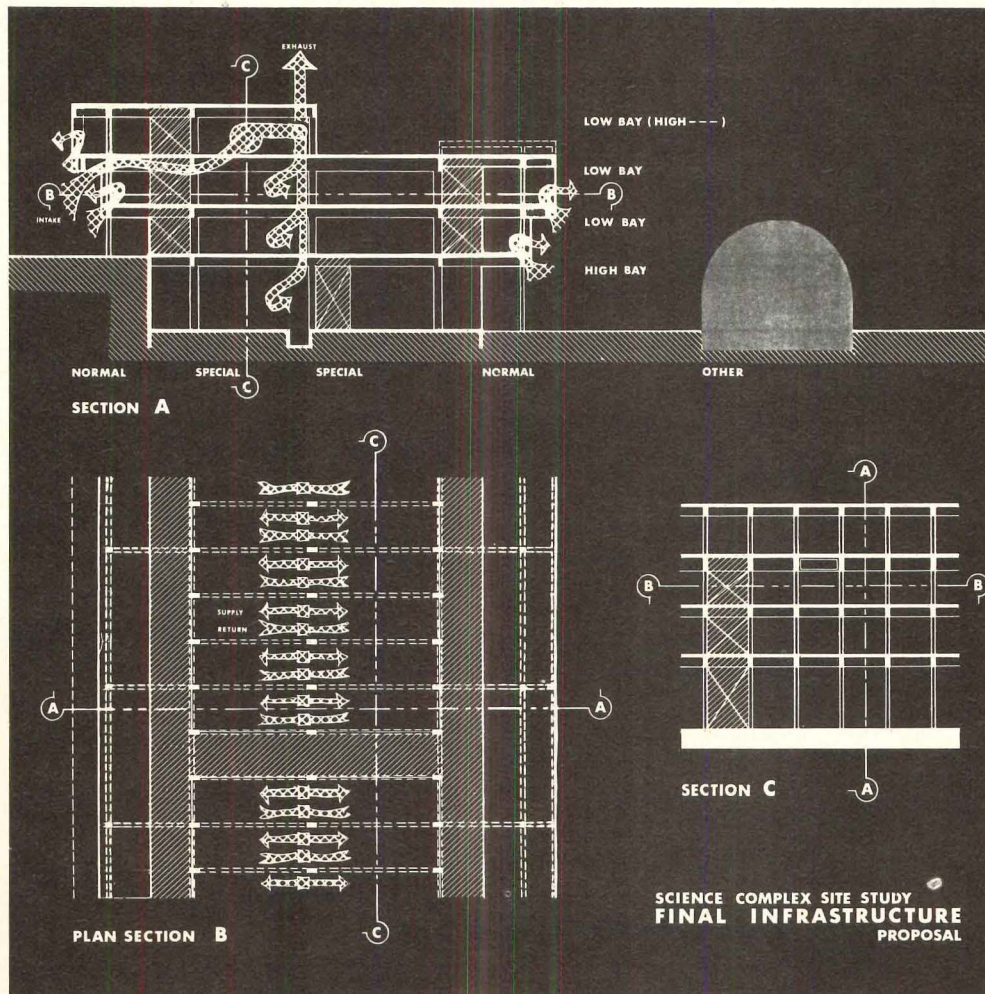 EXHAUST
C
LOW BAY (HIGH ---)
LOW BAY
B
B
INTAKE
LOW BAY
HIGH BAY
NORMAL
SPECIAL
SPECIAL
NORMAL
OTHER
C
SECTION A
C
A
SUPPLY
B
B
RETURN
A
A
SECTION C
A
C
PLAN SECTION B
SCIENCE COMPLEX SITE STUDY
FINAL INFRASTRUCTURE
PROPOSAL